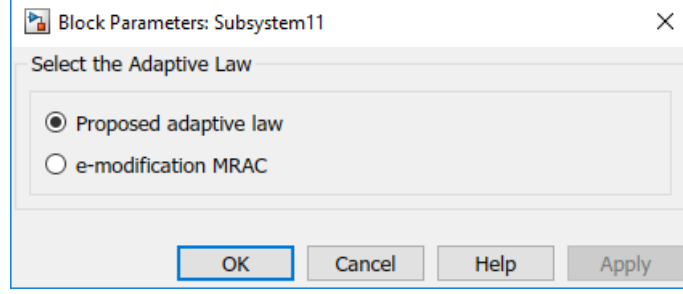 Block Parameters: Subsystem11
Select the Adaptive Law
Proposed adaptive law
e-modification MRAC
OK Cancel Help Apply